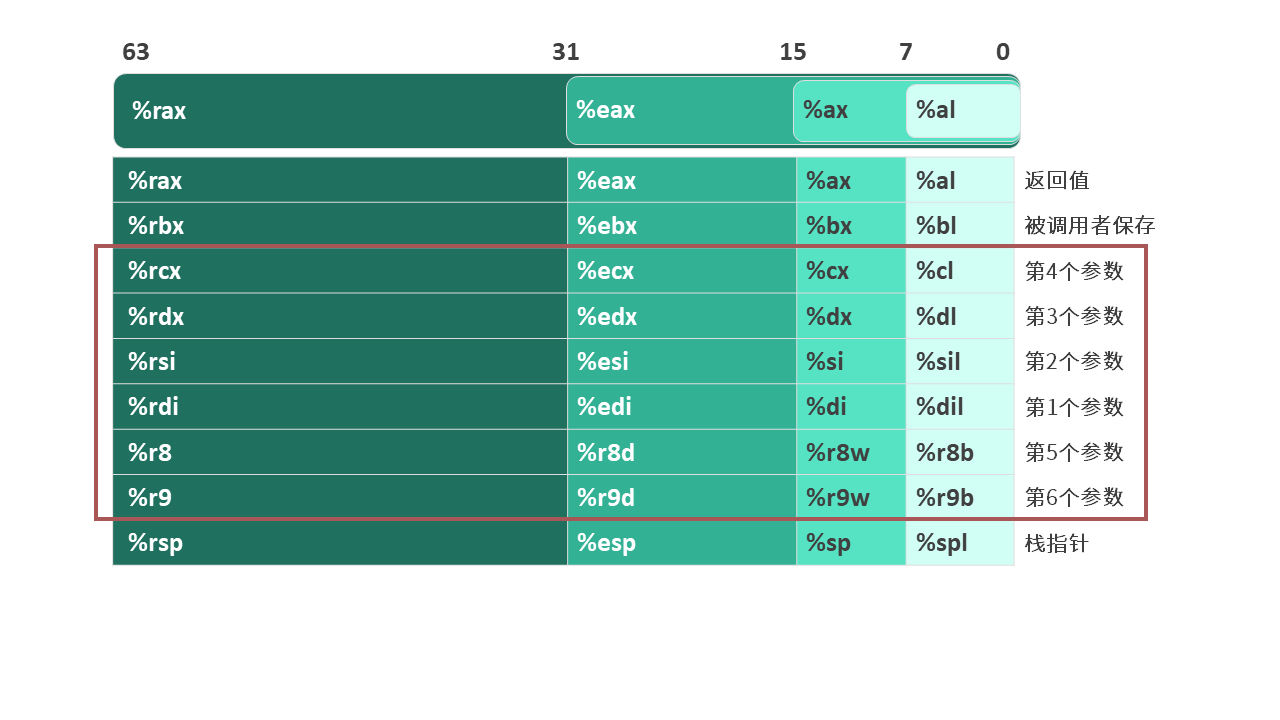 63 31 15 7 0
%rax %eax %ax %al
%rax %eax %ax %al 返回值
%rbx %ebx %bx %bl 被调用者保存
%rcx %ecx %cx %cl 第4个参数
%rdx %edx %dx %dl 第3个参数
%rsi %esi %si %sil 第2个参数
%rdi %edi %di %dil 第1个参数
%r8 %r8d %r8w %r8b 第5个参数
%r9 %r9d %r9w %r9b 第6个参数
%rsp %esp %sp %spl 栈指针